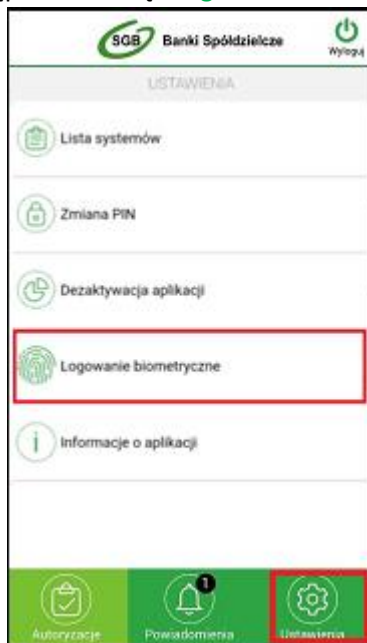 SGB Banki Spółdzielcze
Wyloguj
USTAWIENIA
Lista systemów
Zmiana PIN
Dezaktywacja aplikacji
Logowanie biometryczne
i Informacje o aplikacji
1
Autoryzacje Powiadomienia Ustawienia